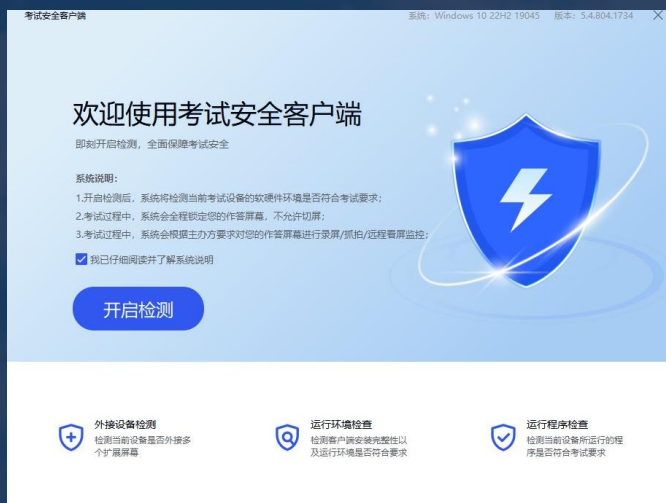 考试安全客户端
系统：Windows 10 22H2 19045 版本：5.4.804.1734
欢迎使用考试安全客户端
即刻开启检测，全面保障考试安全
系统说明：
1.开启检测后，系统将检测当前考试设备的软硬件环境是否符合考试要求；
2.考试过程中，系统会全程锁定您的作答屏幕，不允许切屏；
3.考试过程中，系统会根据主办方要求对您的作答屏幕进行录屏/抓拍/远程看屏监控；
我已仔细阅读并了解系统说明
开启检测
外接设备检测
检测当前设备是否外接多
个扩展屏幕
运行环境检查
检测客户端安装完整性以
及运行环境是否符合要求
运行程序检查
检测当前设备所运行的程
序是否符合考试要求